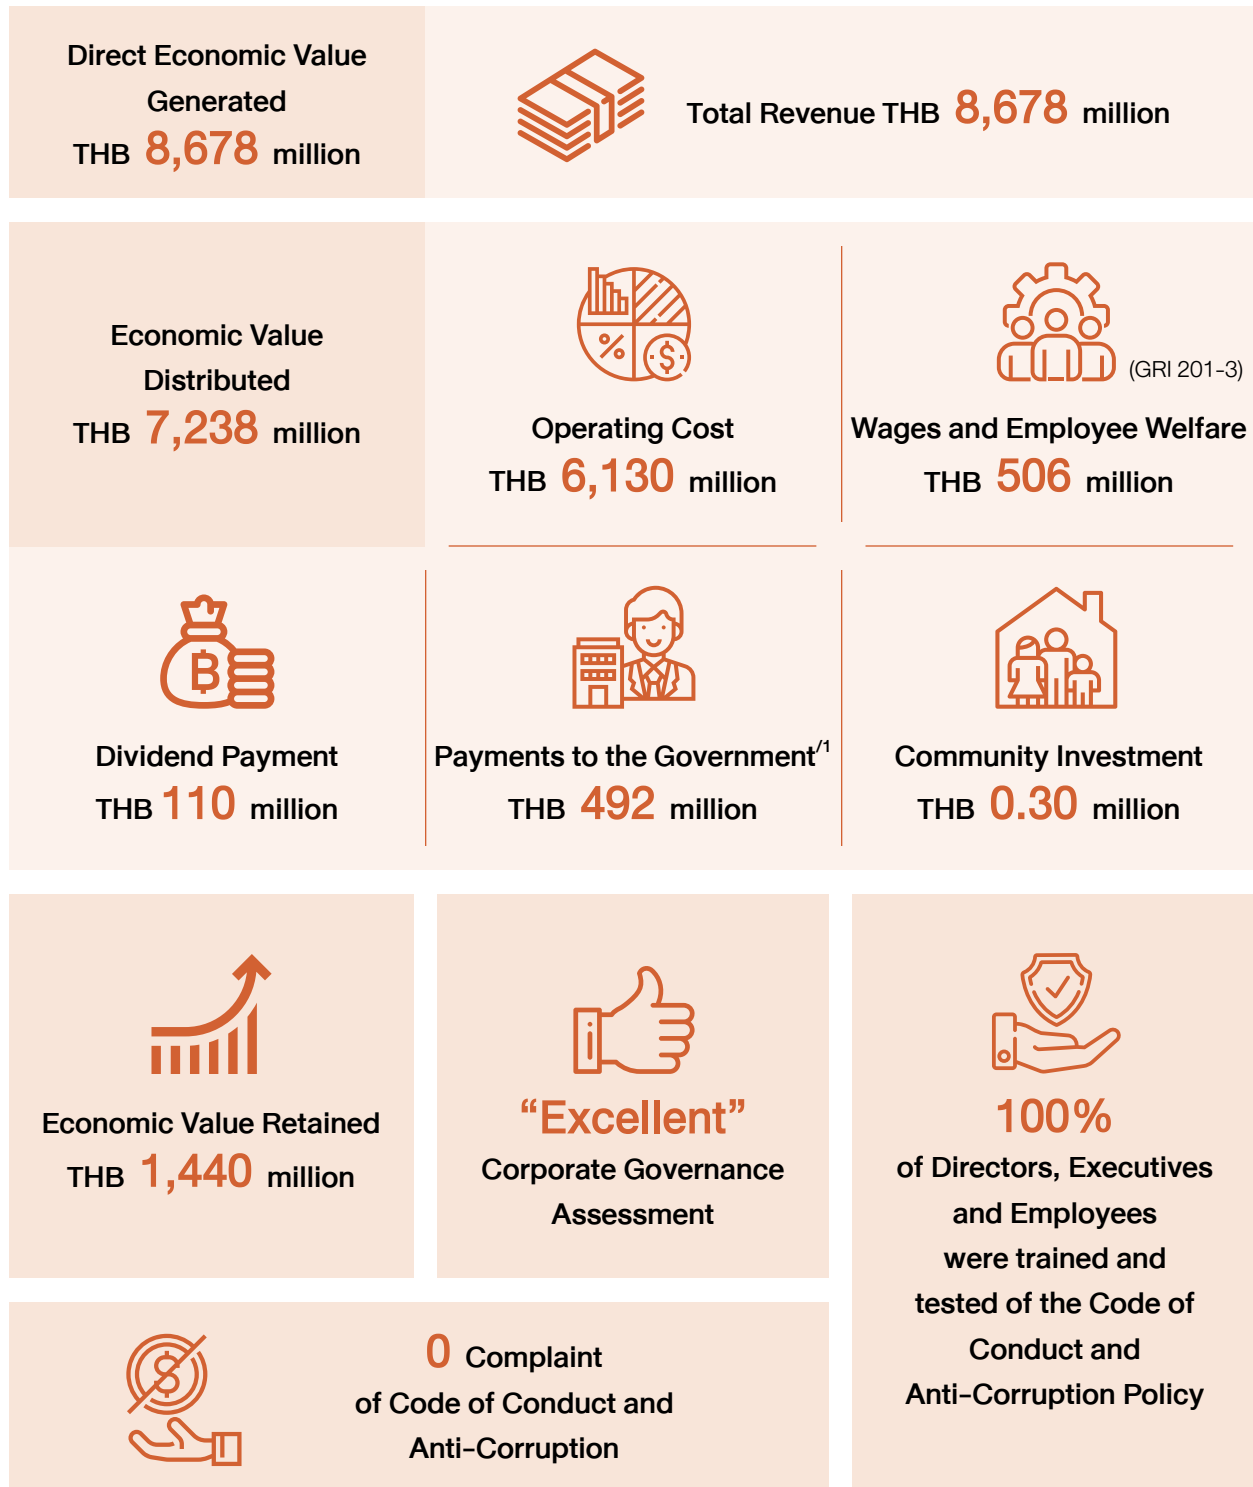 Direct Economic Value
Generated
THB 8,678 million
Total Revenue THB 8,678 million
Economic Value
Distributed
THB 7,238 million
Operating Cost
THB 6,130 million
(GRI 201-3)
Wages and Employee Welfare
THB 506 million
Dividend Payment
THB 110 million
Payments to the Government/1
THB 492 million
Community Investment
THB 0.30 million
Economic Value Retained
THB 1,440 million
“Excellent”
Corporate Governance
Assessment
100%
of Directors, Executives
and Employees
were trained and
tested of the Code of
Conduct and
Anti-Corruption Policy
0 Complaint
of Code of Conduct and
Anti-Corruption